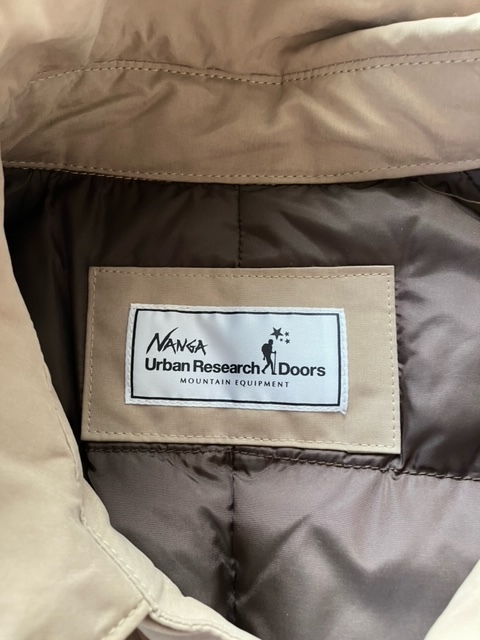 NANGA
Urban Research Doors
MOUNTAIN EQUIPMENT